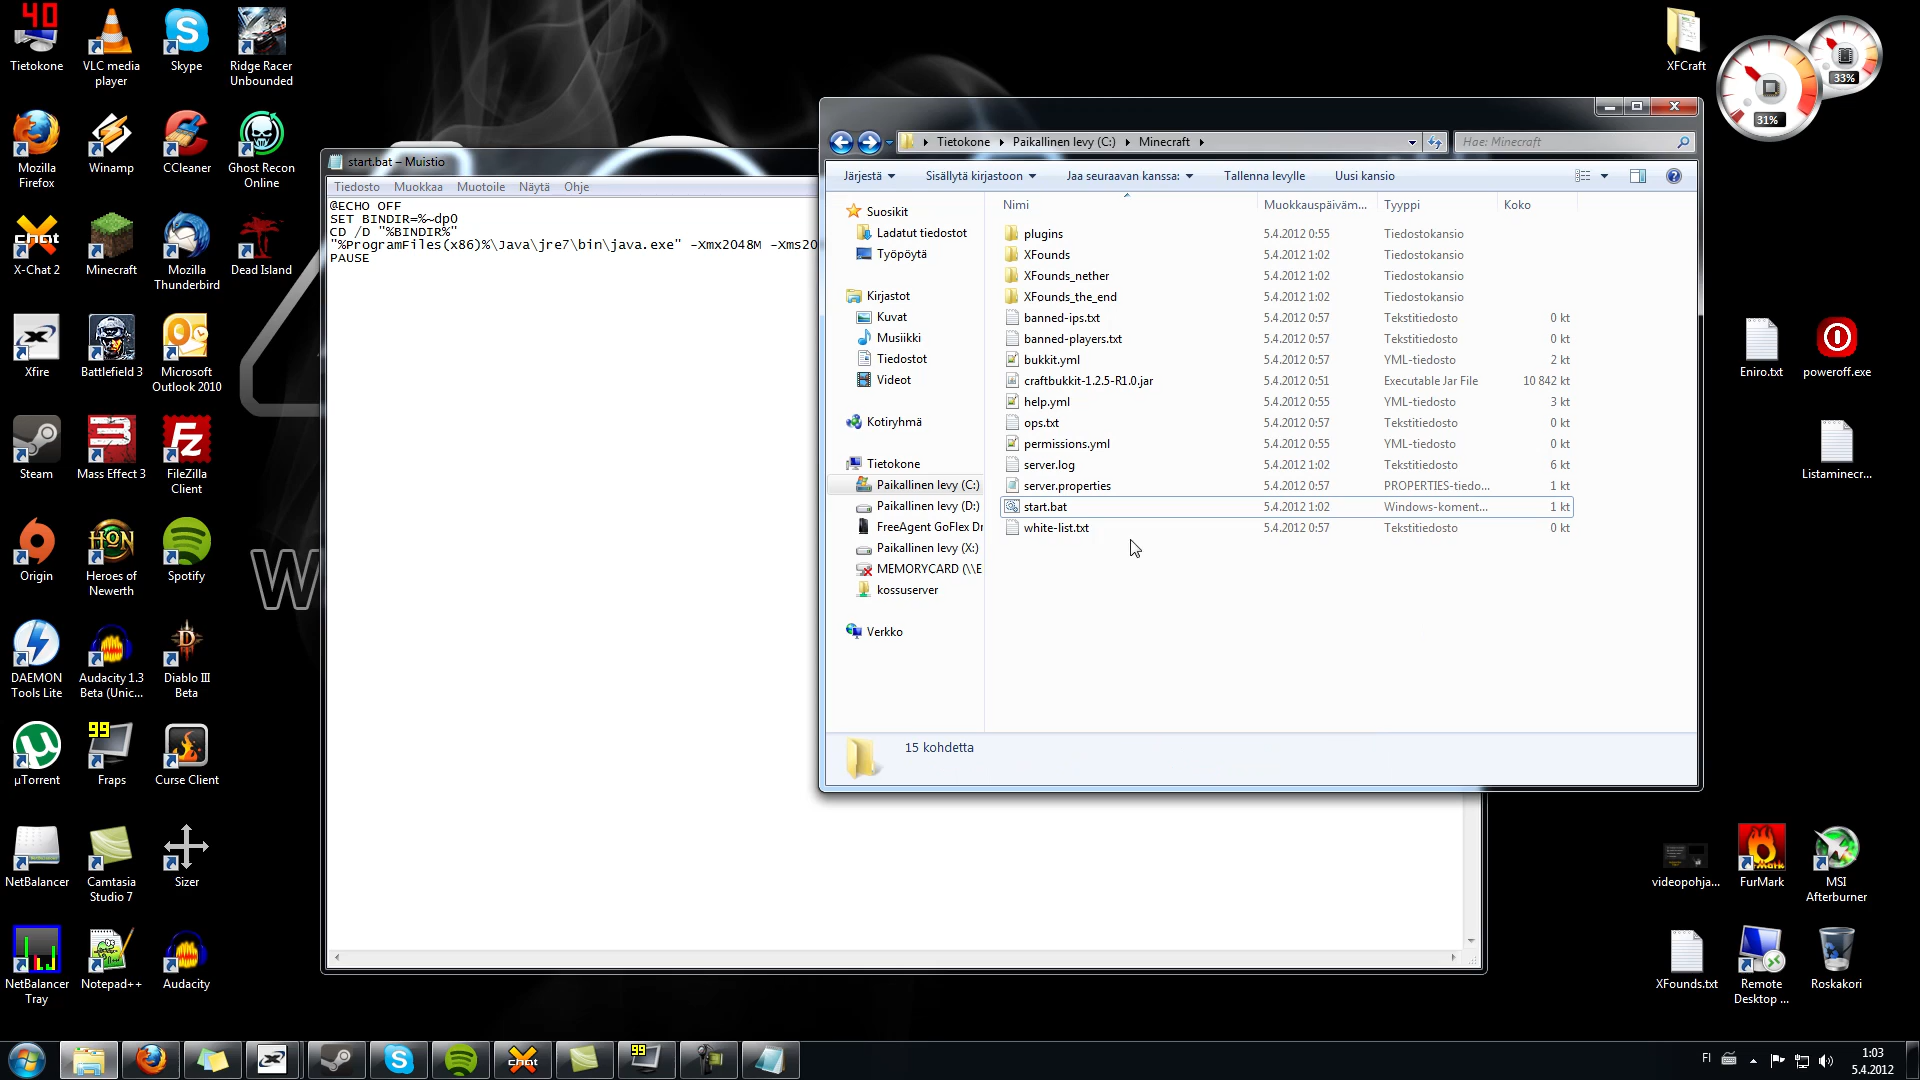 40
Tietokone
VLC media player
Skype
Ridge Racer Unbounded
Mozilla Firefox
Winamp
CCleaner
Ghost Recon Online
X-Chat 2
Minecraft
Mozilla Thunderbird
Dead Island
Xfire
Battlefield 3
Microsoft Outlook 2010
Steam
Mass Effect 3
FileZilla Client
Origin
Heroes of Newerth
Spotify
DAEMON Tools Lite
Audacity 1.3 Beta (Unic...
Diablo III Beta
µTorrent
99
Fraps
Curse Client
NetBalancer
Camtasia Studio 7
Sizer
NetBalancer Tray
Notepad++
Audacity
W
start.bat – Muistio
Tiedosto Muokkaa Muotoile Näytä Ohje
@ECHO OFF
SET BINDIR=%~dp0
CD /D "%BINDIR%"
"%ProgramFiles(x86)%\Java\jre7\bin\java.exe" -Xmx2048M -Xms20
PAUSE
Tietokone Paikallinen levy (C:) Minecraft
Hae: Minecraft
Järjestä Sisällytä kirjastoon Jaa seuraavan kanssa: Tallenna levylle Uusi kansio
Suosikit
Ladatut tiedostot
Työpöytä
Kirjastot
Kuvat
Musiikki
Tiedostot
Videot
Kotiryhmä
Tietokone
Paikallinen levy (C:)
Paikallinen levy (D:)
FreeAgent GoFlex Dr
Paikallinen levy (X:)
MEMORYCARD (\\E
kossuserver
Verkko
Nimi Muokkauspäiväm... Tyyppi Koko
plugins 5.4.2012 0:55 Tiedostokansio
XFounds 5.4.2012 1:02 Tiedostokansio
XFounds_nether 5.4.2012 1:02 Tiedostokansio
XFounds_the_end 5.4.2012 1:02 Tiedostokansio
banned-ips.txt 5.4.2012 0:57 Tekstitiedosto 0 kt
banned-players.txt 5.4.2012 0:57 Tekstitiedosto 0 kt
bukkit.yml 5.4.2012 0:57 YML-tiedosto 2 kt
craftbukkit-1.2.5-R1.0.jar 5.4.2012 0:51 Executable Jar File 10 842 kt
help.yml 5.4.2012 0:55 YML-tiedosto 3 kt
ops.txt 5.4.2012 0:57 Tekstitiedosto 0 kt
permissions.yml 5.4.2012 0:55 YML-tiedosto 0 kt
server.log 5.4.2012 1:02 Tekstitiedosto 6 kt
server.properties 5.4.2012 0:57 PROPERTIES-tiedo... 1 kt
start.bat 5.4.2012 1:02 Windows-koment... 1 kt
white-list.txt 5.4.2012 0:57 Tekstitiedosto 0 kt
15 kohdetta
XFCraft
31%
33%
Eniro.txt
poweroff.exe
Listaminecr...
videopohja...
FurMark
MSI Afterburner
XFounds.txt
Remote Desktop ...
Roskakori
chat
99
FI
1:03
5.4.2012